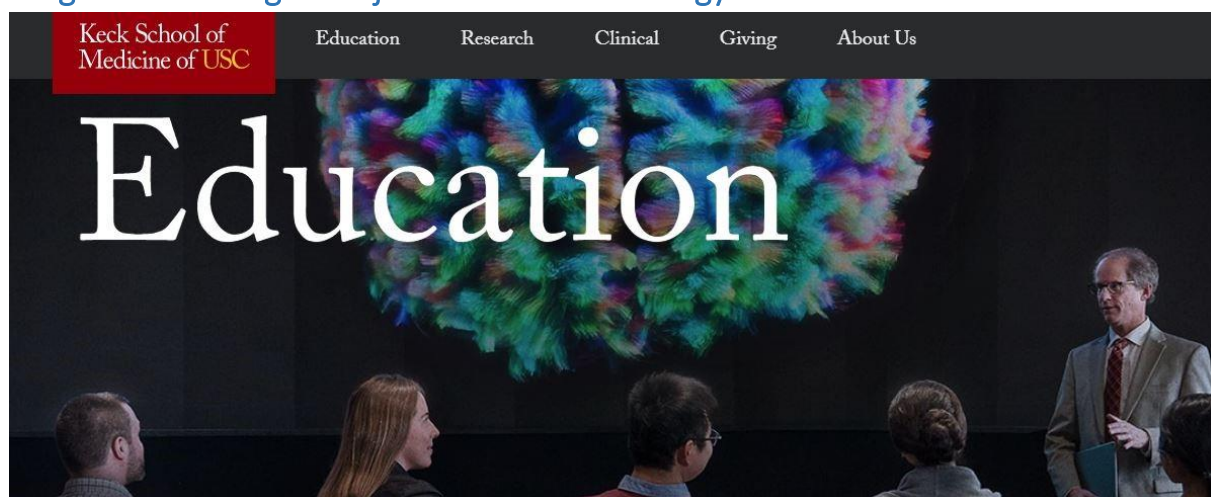 Keck School of
Medicine of USC
Education Research Clinical Giving About Us
Education